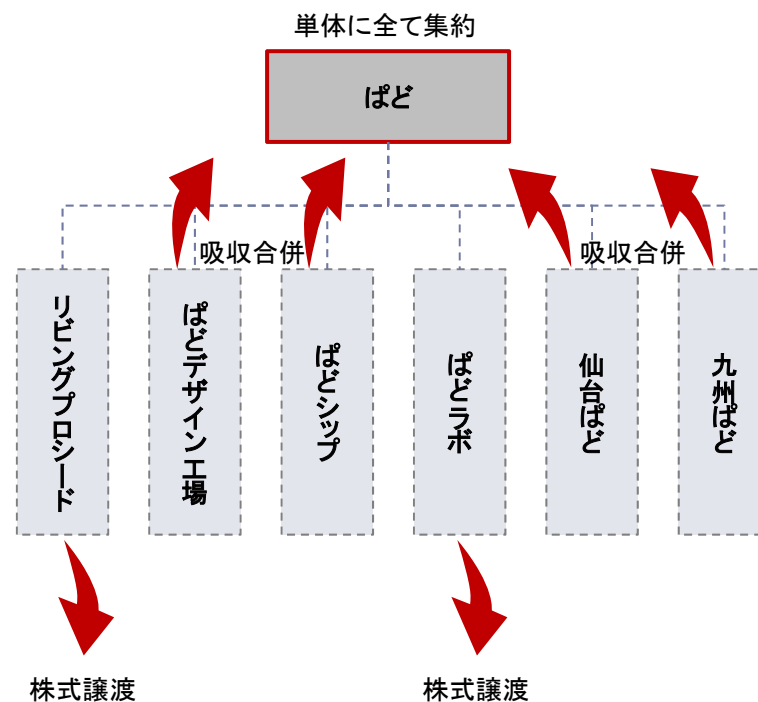 単体に全て集約
ぱど
吸収合併
吸収合併
リビングプロシード
ぱどデザイン工場
ぱどシップ
ぱどラボ
仙台ぱど
九州ぱど
株式譲渡
株式譲渡